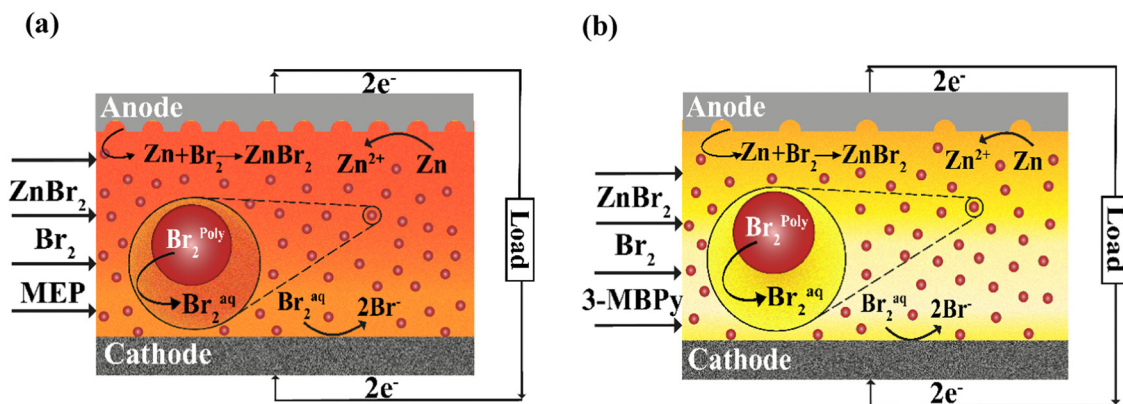 (a)
2e⁻
Anode
Zn+Br₂→ZnBr₂
Zn²⁺
Zn
ZnBr₂
Br₂
MEP
Br₂ᴾᵒˡʸ
Br₂ᵃq
Br₂ᵃq
2Br⁻
Cathode
2e⁻
Load
(b)
2e⁻
Anode
Zn+Br₂→ZnBr₂
Zn²⁺
Zn
ZnBr₂
Br₂
3-MBPy
Br₂ᴾᵒˡʸ
Br₂ᵃq
Br₂ᵃq
2Br⁻
Cathode
2e⁻
Load